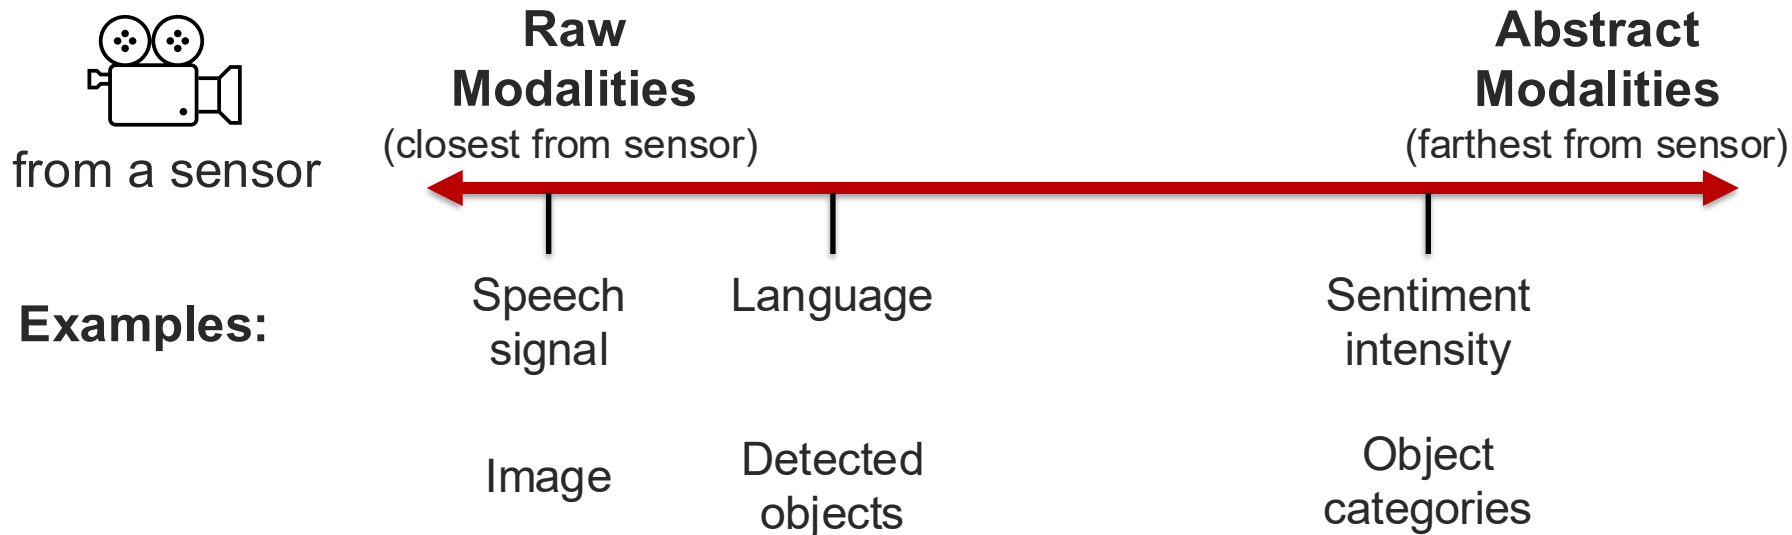 from a sensor
Raw
Modalities
(closest from sensor)
Abstract
Modalities
(farthest from sensor)
Examples:
Speech
signal
Language
Sentiment
intensity
Image
Detected
objects
Object
categories